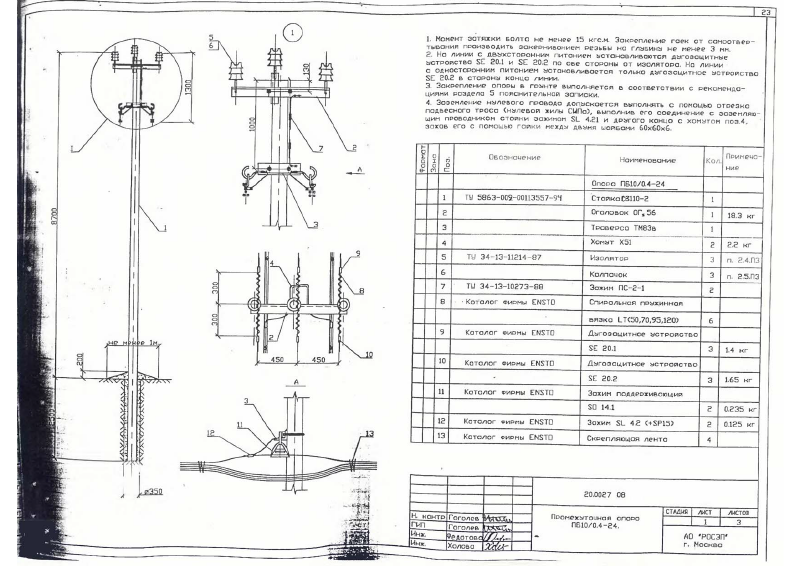 23
1. Момент затяжки болта не менее 15 кгс.м. Закрепление гаек от самоотвер-
тывания производить закерниванием резьбы на глубину не менее 3 мм.
2. На линии с двухсторонним питанием устанавливаются дугозащитные
устройства SE 20.1 и SE 20.2 по обе стороны от изолятора. На линии
с односторонним питанием устанавливается только дугозащитное устройство
SE 20.2 в сторону конца линии.
3. Закрепление опоры в грунте выполняется в соответствии с рекоменда-
циями раздела 5 пояснительной записки.
4. Заземление нулевого провода допускается выполнять с помощью отрезка
подвесного троса (нулевой жилы СИПа), выполнив его соединение с заземляю-
щим проводником стойки зажимом SL 4.21 и другого конца с хомутом поз.4,
зажав его с помощью гайки между двумя шайбами 60х60х6.
Формат Зона Поз. Обозначение Наименование Кол. Примеча-
ние
Опора ПБ10/0.4-24
1 ТУ 5863-009-00113557-94 Стойка СВ110-2 1
2 Оголовок ОГ 56 1 18.3 кг
3 Траверса ТМ83в 1
4 Хомут Х51 2 2.2 кг
5 ТУ 34-13-11214-87 Изолятор 3 п. 2.4.ПЗ
6 Колпачок 3 п. 2.5.ПЗ
7 ТУ 34-13-10273-88 Зажим ПС-2-1 2
8 Каталог фирмы ENSTO Спиральная пружинная
вязка LT(50,70,95,120) 6
9 Каталог фирмы ENSTO Дугозащитное устройство
SE 20.1 3 1.4 кг
10 Каталог фирмы ENSTO Дугозащитное устройство
SE 20.2 3 1.65 кг
11 Каталог фирмы ENSTO Зажим поддерживающий
SO 14.1 2 0.235 кг
12 Каталог фирмы ENSTO Зажим SL 4.2 (+SP15) 2 0.125 кг
13 Каталог фирмы ENSTO Скрепляющая лента 4
20.0027 08
Промежуточная опора
ПБ10/0.4-24.
СТАДИЯ ЛИСТ ЛИСТОВ
1 3
АО "РОСЭП"
г. Москва
Н. контр Гоголев
ГИП Гоголев
Инж. Федотова
Инж. Халова
1
5
6
130
1300
1000
1
2
7
3
А
8700
1
4
9
8
300
300
2
10
450
450
не менее 1м
200
А
3
11
12
13
⌀350